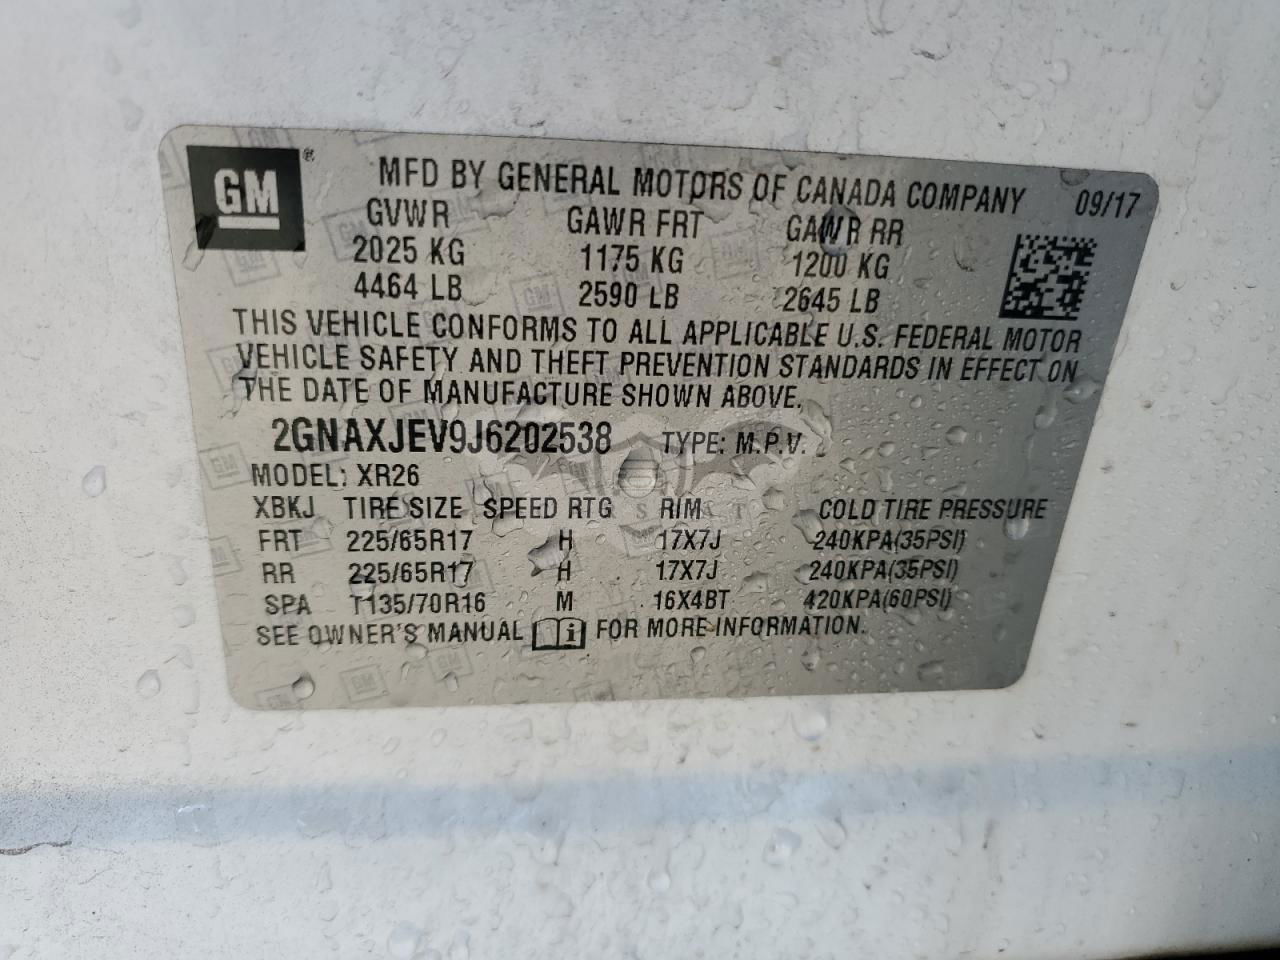 GM ® MFD BY GENERAL MOTORS OF CANADA COMPANY 09/17
GVWR GAWR FRT GAWR RR
2025 KG 1175 KG 1200 KG
4464 LB 2590 LB 2645 LB
THIS VEHICLE CONFORMS TO ALL APPLICABLE U.S. FEDERAL MOTOR
VEHICLE SAFETY AND THEFT PREVENTION STANDARDS IN EFFECT ON
THE DATE OF MANUFACTURE SHOWN ABOVE.
2GNAXJEV9J6202538 TYPE: M.P.V.
MODEL: XR26
XBKJ TIRE SIZE SPEED RTG RIM COLD TIRE PRESSURE
FRT 225/65R17 H 17X7J 240KPA(35PSI)
RR 225/65R17 H 17X7J 240KPA(35PSI)
SPA T135/70R16 M 16X4BT 420KPA(60PSI)
SEE OWNER'S MANUAL i FOR MORE INFORMATION.